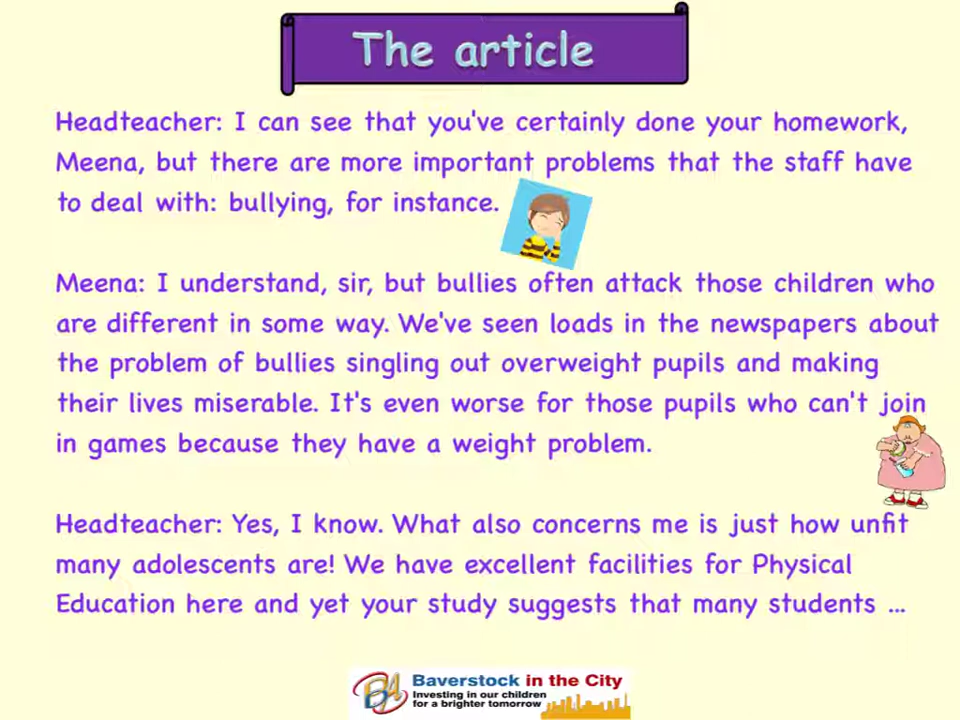 The article
Headteacher: I can see that you've certainly done your homework,
Meena, but there are more important problems that the staff have
to deal with: bullying, for instance.
Meena: I understand, sir, but bullies often attack those children who
are different in some way. We've seen loads in the newspapers about
the problem of bullies singling out overweight pupils and making
their lives miserable. It's even worse for those pupils who can't join
in games because they have a weight problem.
Headteacher: Yes, I know. What also concerns me is just how unfit
many adolescents are! We have excellent facilities for Physical
Education here and yet your study suggests that many students ...
Baverstock in the City
Investing in our children
for a brighter tomorrow